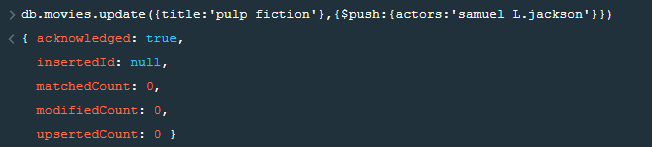 > db.movies.update({title:'pulp fiction'},{$push:{actors:'samuel L.jackson'}})
< { acknowledged: true,
insertedId: null,
matchedCount: 0,
modifiedCount: 0,
upsertedCount: 0 }